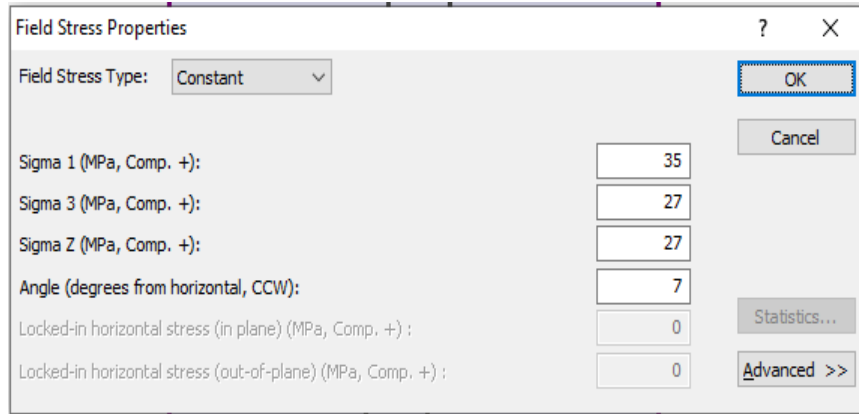 Field Stress Properties ? X
Field Stress Type: Constant OK
Cancel
Sigma 1 (MPa, Comp. +): 35
Sigma 3 (MPa, Comp. +): 27
Sigma Z (MPa, Comp. +): 27
Angle (degrees from horizontal, CCW): 7
Locked-in horizontal stress (in plane) (MPa, Comp. +) : 0 Statistics...
Locked-in horizontal stress (out-of-plane) (MPa, Comp. +) : 0 Advanced >>